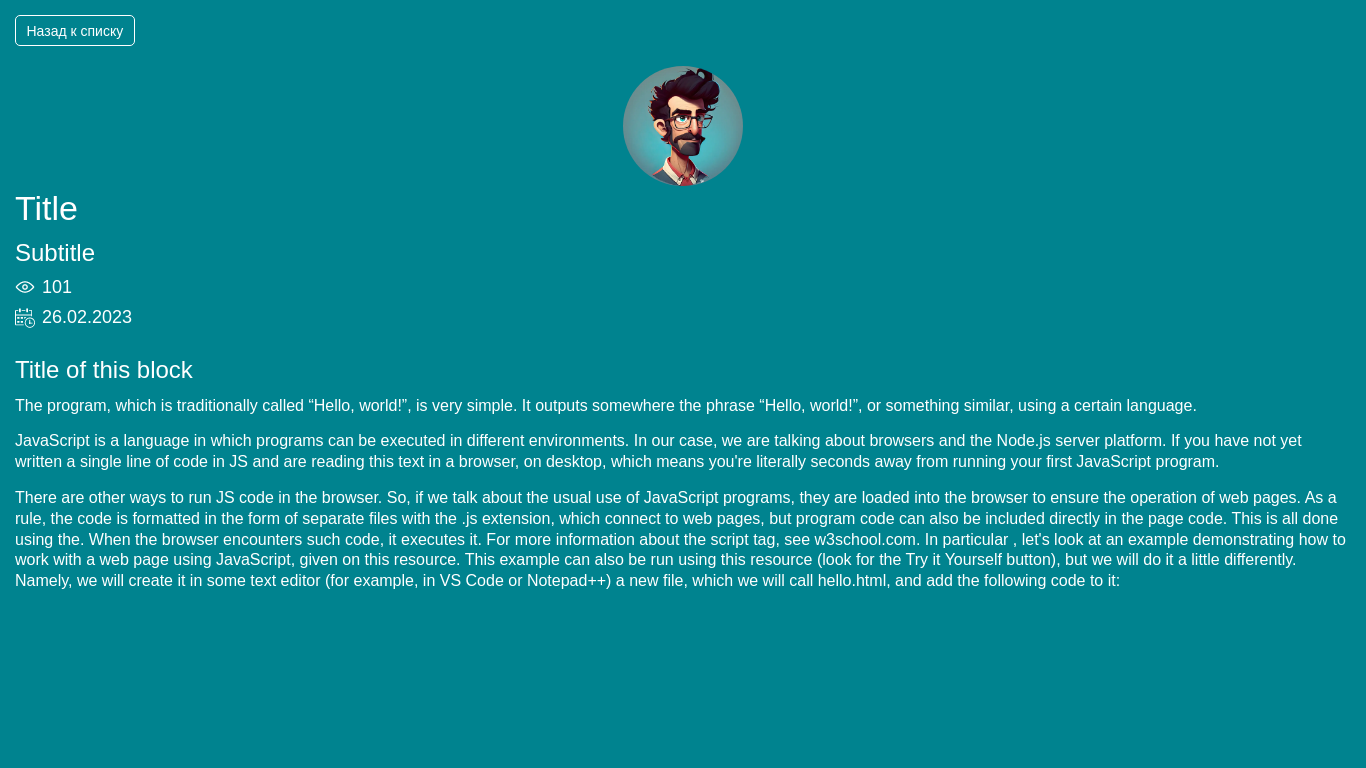 Назад к списку
Title
Subtitle
101
26.02.2023
Title of this block
The program, which is traditionally called “Hello, world!”, is very simple. It outputs somewhere the phrase “Hello, world!”, or something similar, using a certain language.
JavaScript is a language in which programs can be executed in different environments. In our case, we are talking about browsers and the Node.js server platform. If you have not yet
written a single line of code in JS and are reading this text in a browser, on desktop, which means you're literally seconds away from running your first JavaScript program.
There are other ways to run JS code in the browser. So, if we talk about the usual use of JavaScript programs, they are loaded into the browser to ensure the operation of web pages. As a
rule, the code is formatted in the form of separate files with the .js extension, which connect to web pages, but program code can also be included directly in the page code. This is all done
using the. When the browser encounters such code, it executes it. For more information about the script tag, see w3school.com. In particular , let's look at an example demonstrating how to
work with a web page using JavaScript, given on this resource. This example can also be run using this resource (look for the Try it Yourself button), but we will do it a little differently.
Namely, we will create it in some text editor (for example, in VS Code or Notepad++) a new file, which we will call hello.html, and add the following code to it: